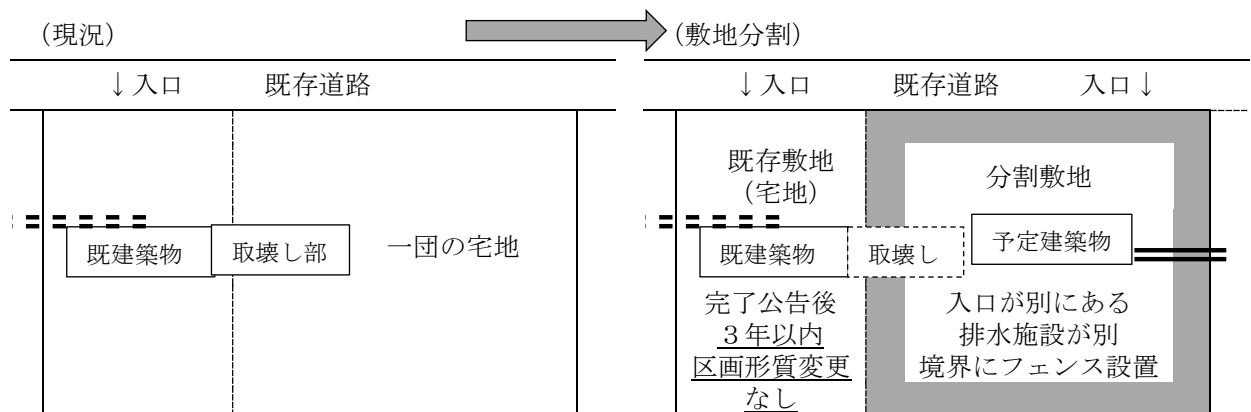 (現況)
(敷地分割)
↓入口
既存道路
既建築物
取壊し部
一団の宅地
↓入口
既存道路
入口↓
既存敷地
(宅地)
分割敷地
既建築物
取壊し
予定建築物
完了公告後
3年以内
区画形質変更
なし
入口が別にある
排水施設が別
境界にフェンス設置